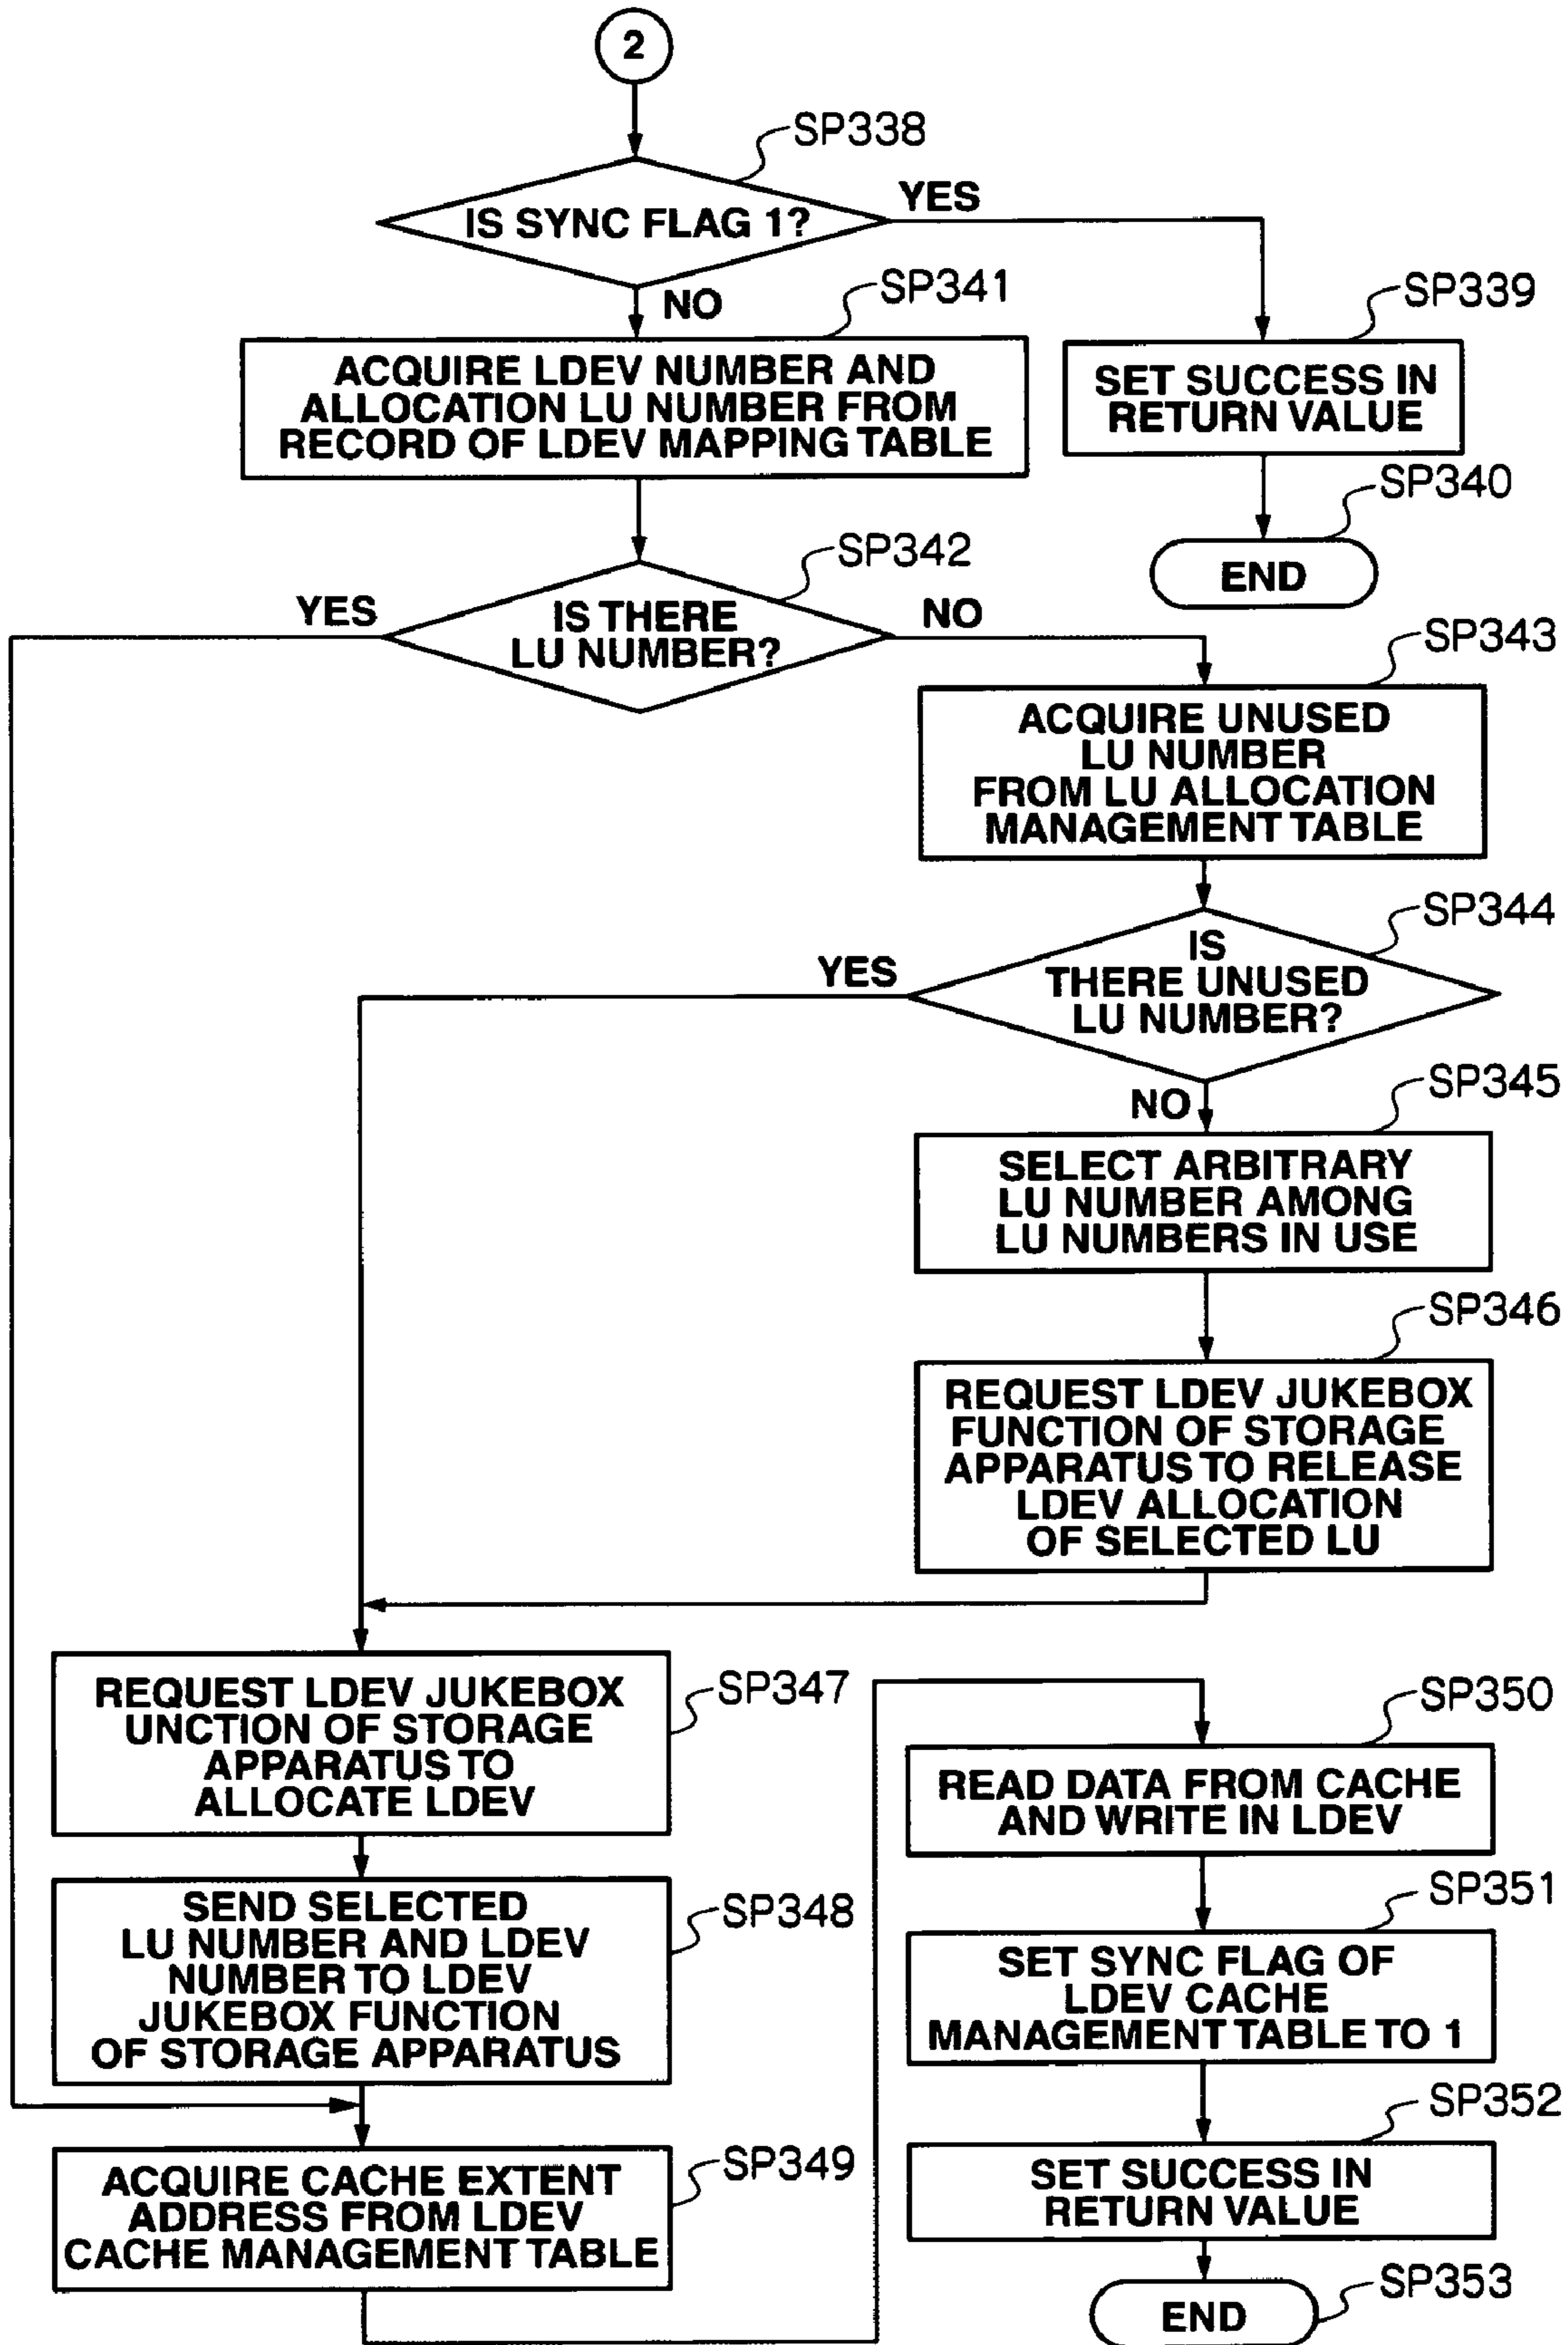 2
SP338
IS SYNC FLAG 1?
YES
NO
SP341
ACQUIRE LDEV NUMBER AND
ALLOCATION LU NUMBER FROM
RECORD OF LDEV MAPPING TABLE
SP339
SET SUCCESS IN
RETURN VALUE
SP340
END
SP342
YES
IS THERE
LU NUMBER?
NO
SP343
ACQUIRE UNUSED
LU NUMBER
FROM LU ALLOCATION
MANAGEMENT TABLE
SP344
YES
IS
THERE UNUSED
LU NUMBER?
NO
SP345
SELECT ARBITRARY
LU NUMBER AMONG
LU NUMBERS IN USE
SP346
REQUEST LDEV JUKEBOX
FUNCTION OF STORAGE
APPARATUS TO RELEASE
LDEV ALLOCATION
OF SELECTED LU
SP347
REQUEST LDEV JUKEBOX
UNCTION OF STORAGE
APPARATUS TO
ALLOCATE LDEV
SP348
SEND SELECTED
LU NUMBER AND LDEV
NUMBER TO LDEV
JUKEBOX FUNCTION
OF STORAGE APPARATUS
SP349
ACQUIRE CACHE EXTENT
ADDRESS FROM LDEV
CACHE MANAGEMENT TABLE
SP350
READ DATA FROM CACHE
AND WRITE IN LDEV
SP351
SET SYNC FLAG OF
LDEV CACHE
MANAGEMENT TABLE TO 1
SP352
SET SUCCESS IN
RETURN VALUE
SP353
END